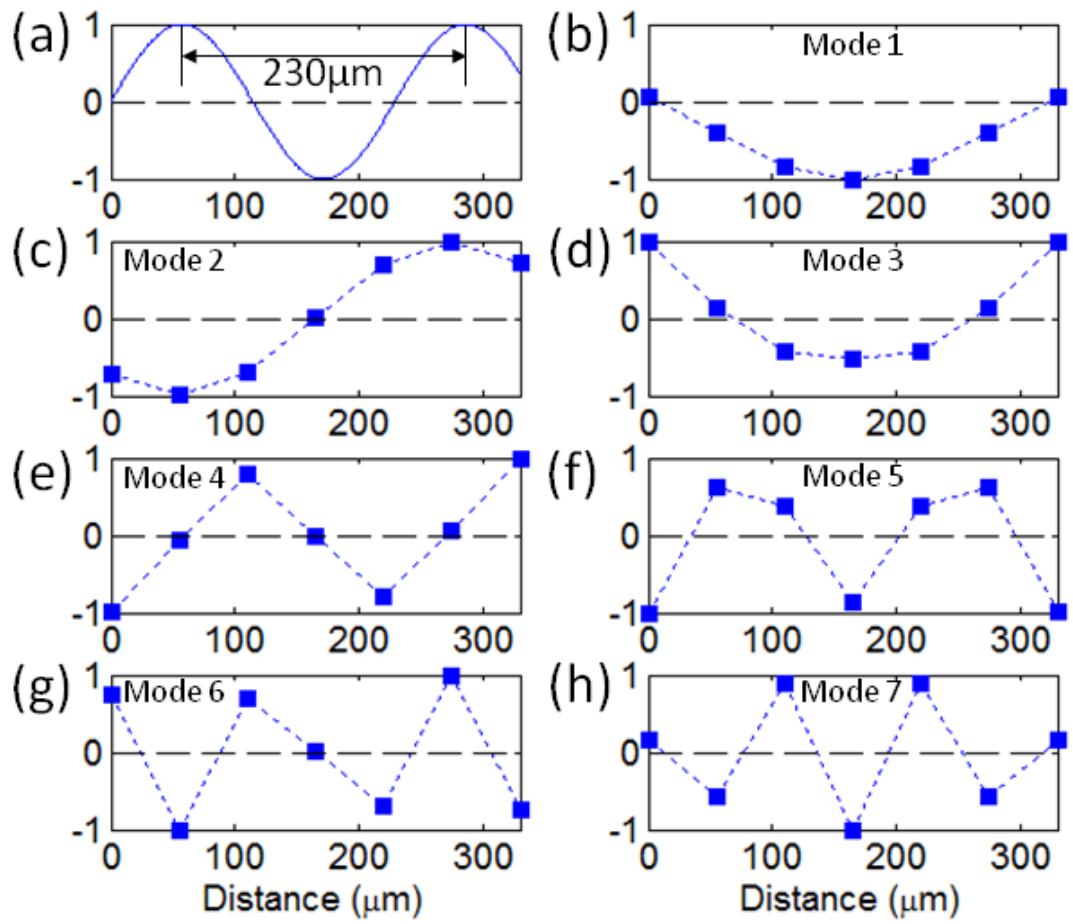 (a) 1 0 -1
230μm
0 100 200 300
(b) 1 0 -1
Mode 1
0 100 200 300
(c) 1 0 -1
Mode 2
0 100 200 300
(d) 1 0 -1
Mode 3
0 100 200 300
(e) 1 0 -1
Mode 4
0 100 200 300
(f) 1 0 -1
Mode 5
0 100 200 300
(g) 1 0 -1
Mode 6
0 100 200 300
Distance (μm)
(h) 1 0 -1
Mode 7
0 100 200 300
Distance (μm)